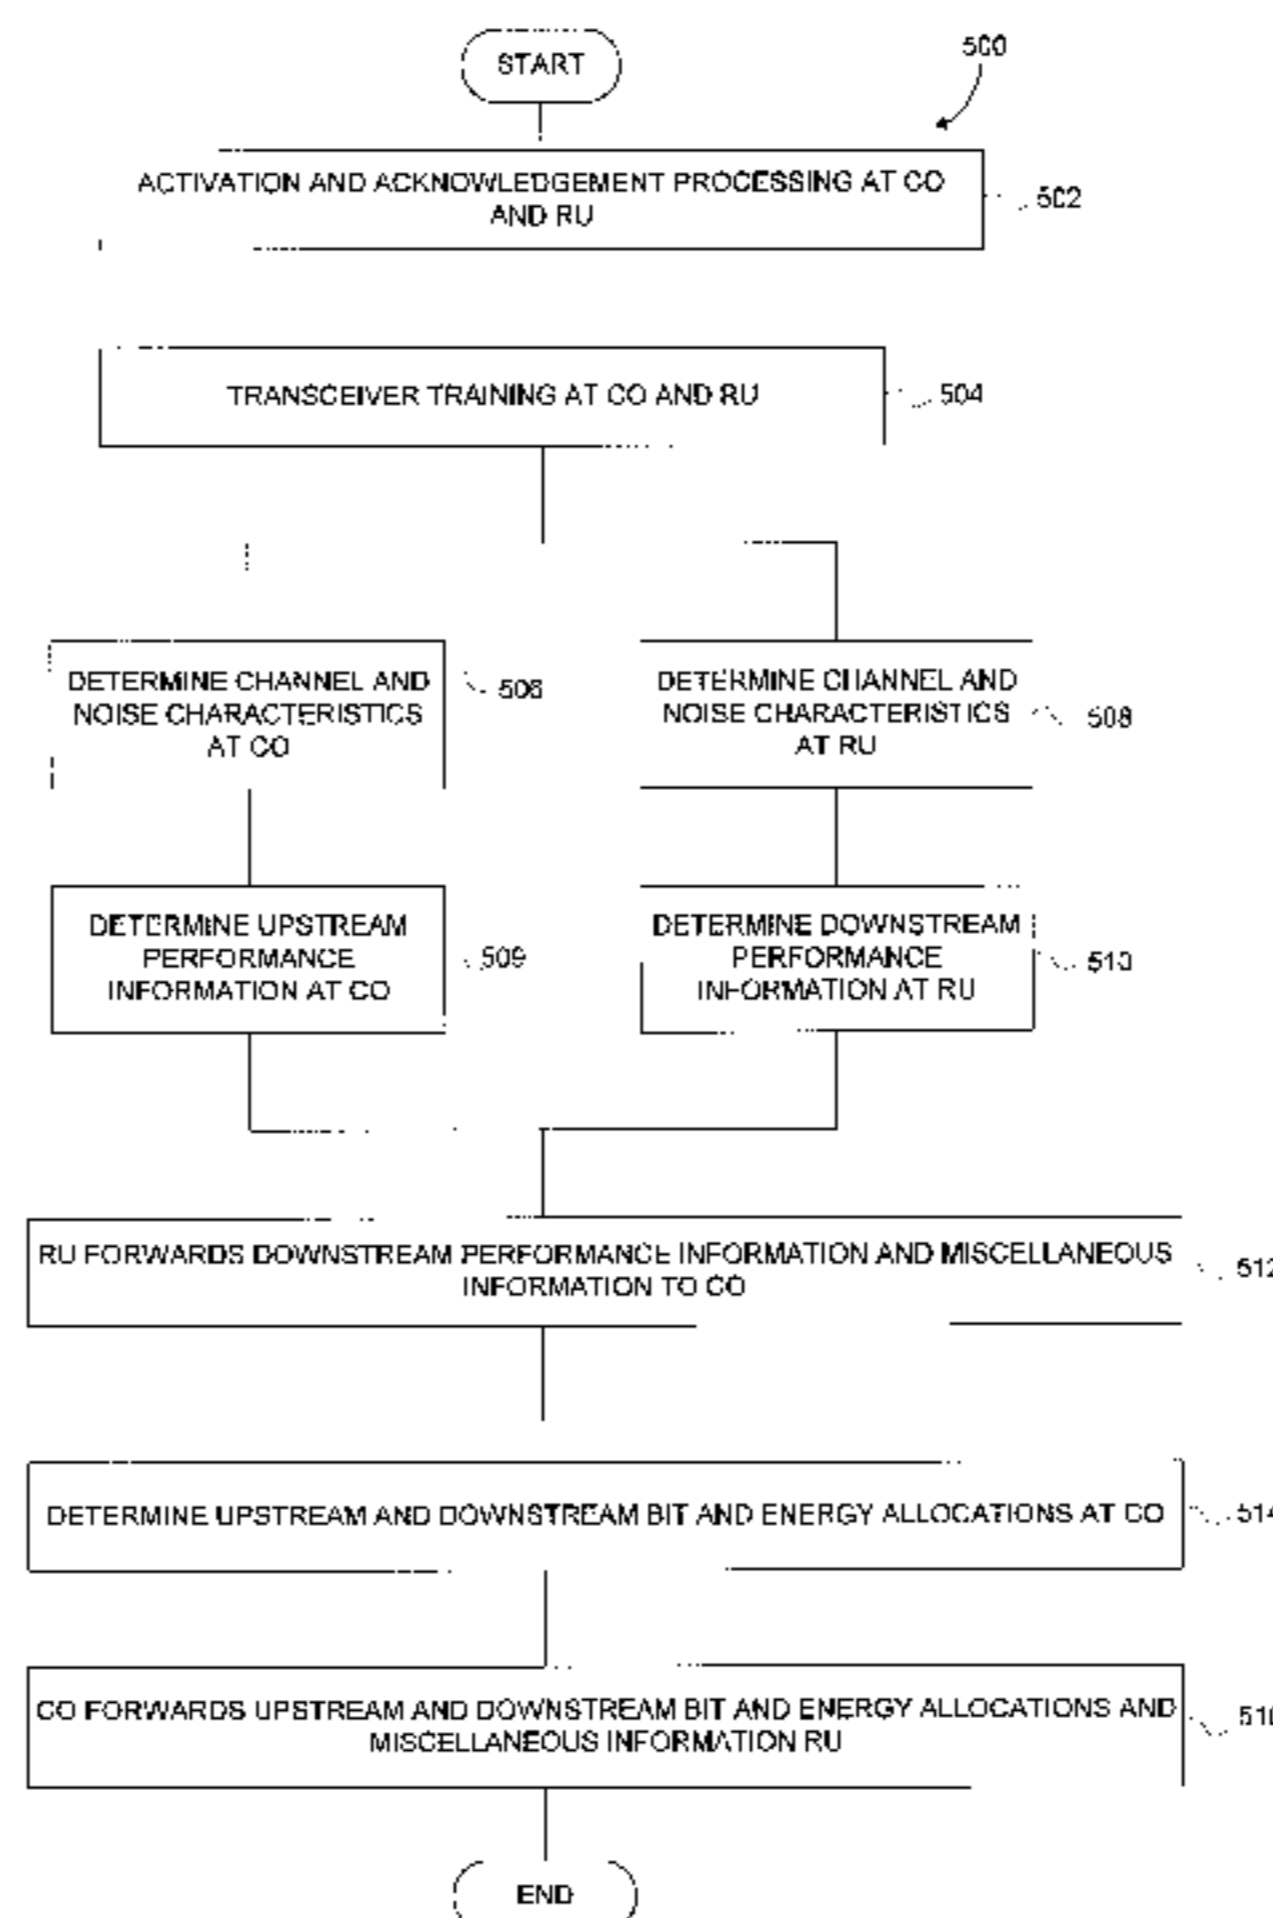 START
500
ACTIVATION AND ACKNOWLEDGEMENT PROCESSING AT CO
AND RU
502
TRANSCEIVER TRAINING AT CO AND RU
504
DETERMINE CHANNEL AND
NOISE CHARACTERISTICS
AT CO
506
DETERMINE CHANNEL AND
NOISE CHARACTERISTICS
AT RU
508
DETERMINE UPSTREAM
PERFORMANCE
INFORMATION AT CO
509
DETERMINE DOWNSTREAM
PERFORMANCE
INFORMATION AT RU
510
RU FORWARDS DOWNSTREAM PERFORMANCE INFORMATION AND MISCELLANEOUS
INFORMATION TO CO
512
DETERMINE UPSTREAM AND DOWNSTREAM BIT AND ENERGY ALLOCATIONS AT CO
514
CO FORWARDS UPSTREAM AND DOWNSTREAM BIT AND ENERGY ALLOCATIONS AND
MISCELLANEOUS INFORMATION RU
END